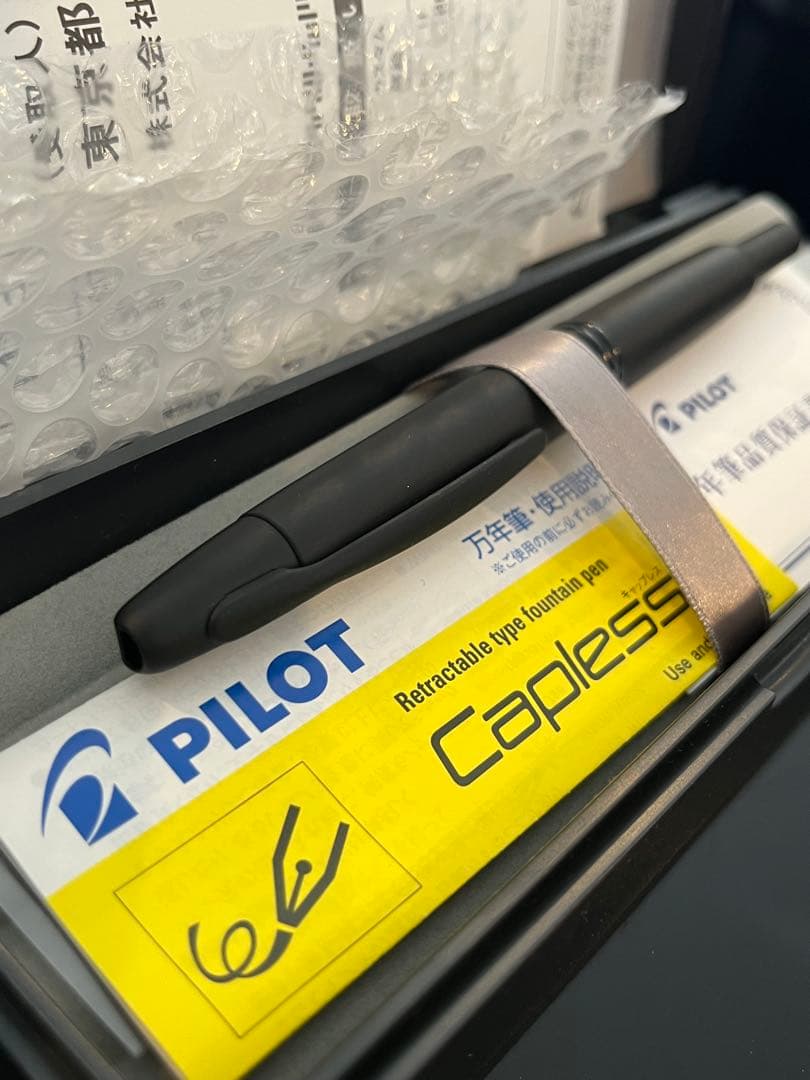 東京都
株式会社
PILOT
年筆品質保証
万年筆・使用説明
※ご使用の前に必ずお読み
PILOT
Retractable type fountain pen
キャップレス
Capless
Use and